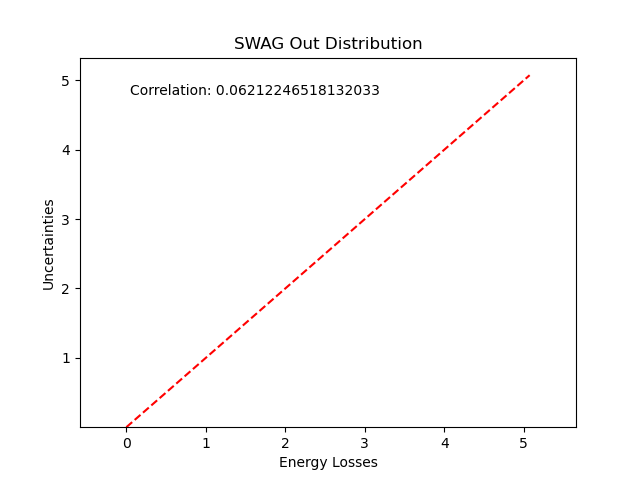 SWAG Out Distribution
Correlation: 0.06212246518132033
Uncertainties
5
4
3
2
1
0 1 2 3 4 5
Energy Losses